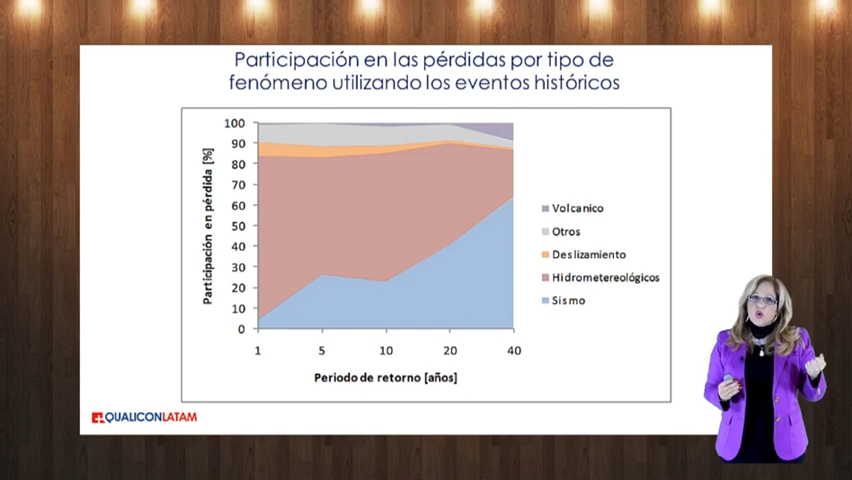 Participación en las pérdidas por tipo de
fenómeno utilizando los eventos históricos
Participación en pérdida [%]
100
90
80
70
60
50
40
30
20
10
0
1 5 10 20 40
Periodo de retorno [años]
Volcanico
Otros
Deslizamiento
Hidrometereológicos
Sismo
QUALICONLATAM